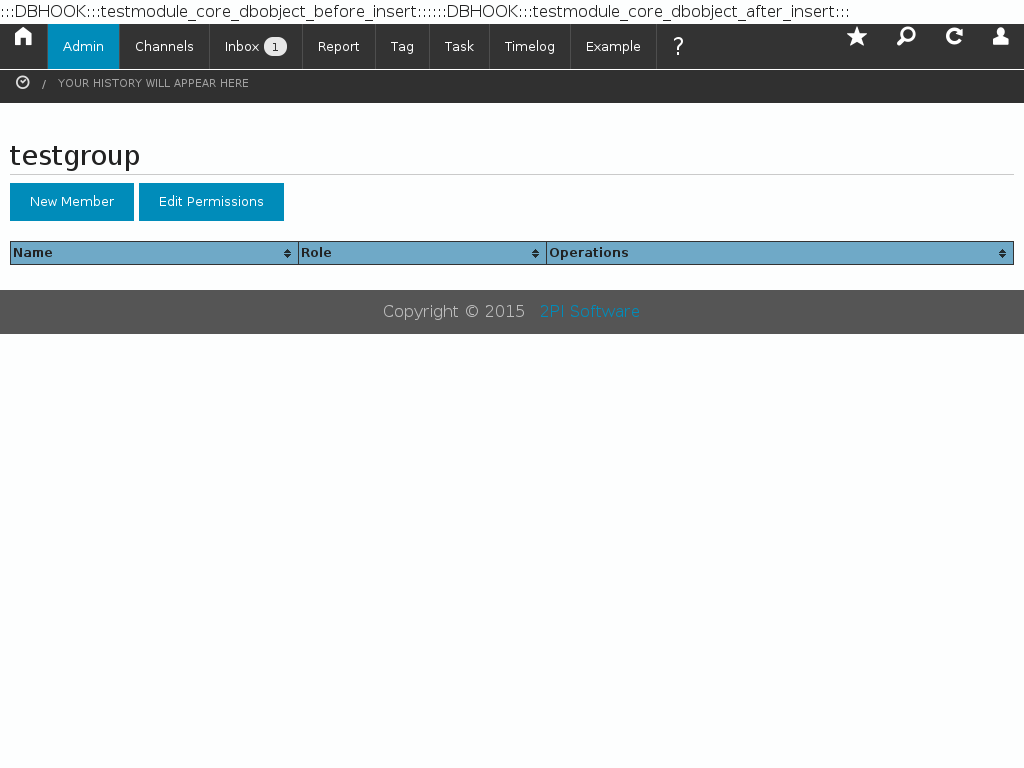 :::DBHOOK:::testmodule_core_dbobject_before_insert::::::DBHOOK:::testmodule_core_dbobject_after_insert:::
Admin Channels Inbox 1 Report Tag Task Timelog Example ?
/ YOUR HISTORY WILL APPEAR HERE
testgroup
New Member Edit Permissions
Name Role Operations
Copyright © 2015 2PI Software